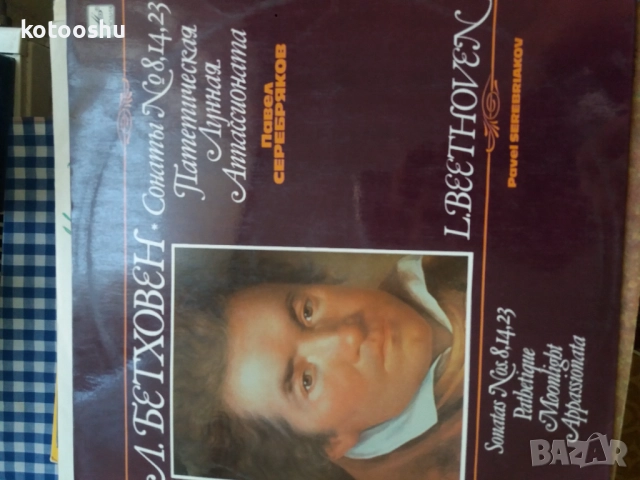 kotooshu
Л. БЕТХОВЕН • Сонаты №№ 8, 14, 23
Патетическая
Лунная
Аппассионата
Павел
СЕРЕБРЯКОВ
L. BEETHOVEN
Pavel SEREBRIAKOV
Sonatas Nos. 8, 14, 23
Pathetique
Moonlight
Appassionata
BAZAR